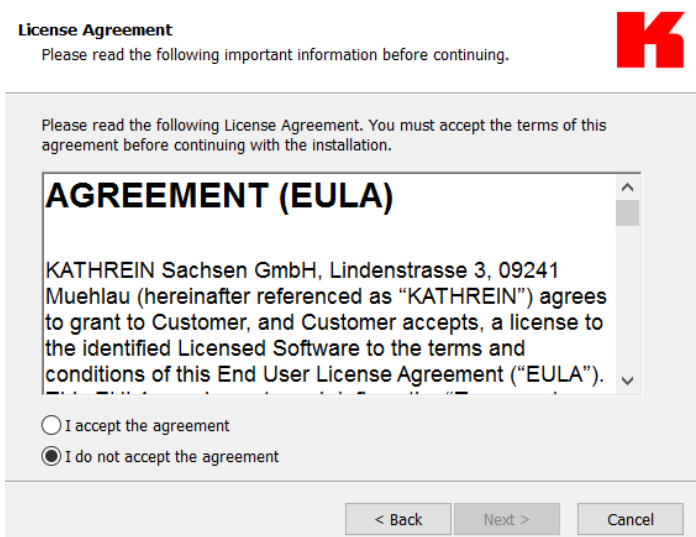 License Agreement
Please read the following important information before continuing.
Please read the following License Agreement. You must accept the terms of this
agreement before continuing with the installation.
AGREEMENT (EULA)
KATHREIN Sachsen GmbH, Lindenstrasse 3, 09241
Muehlau (hereinafter referenced as “KATHREIN”) agrees
to grant to Customer, and Customer accepts, a license to
the identified Licensed Software to the terms and
conditions of this End User License Agreement (“EULA”).
I accept the agreement
I do not accept the agreement
< Back
Next >
Cancel